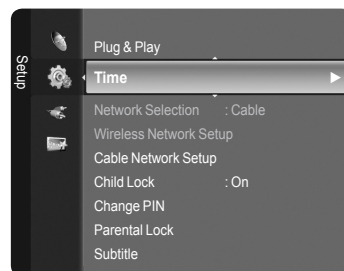 Setup
Plug & Play
Time
Network Selection : Cable
Wireless Network Setup
Cable Network Setup
Child Lock : On
Change PIN
Parental Lock
Subtitle